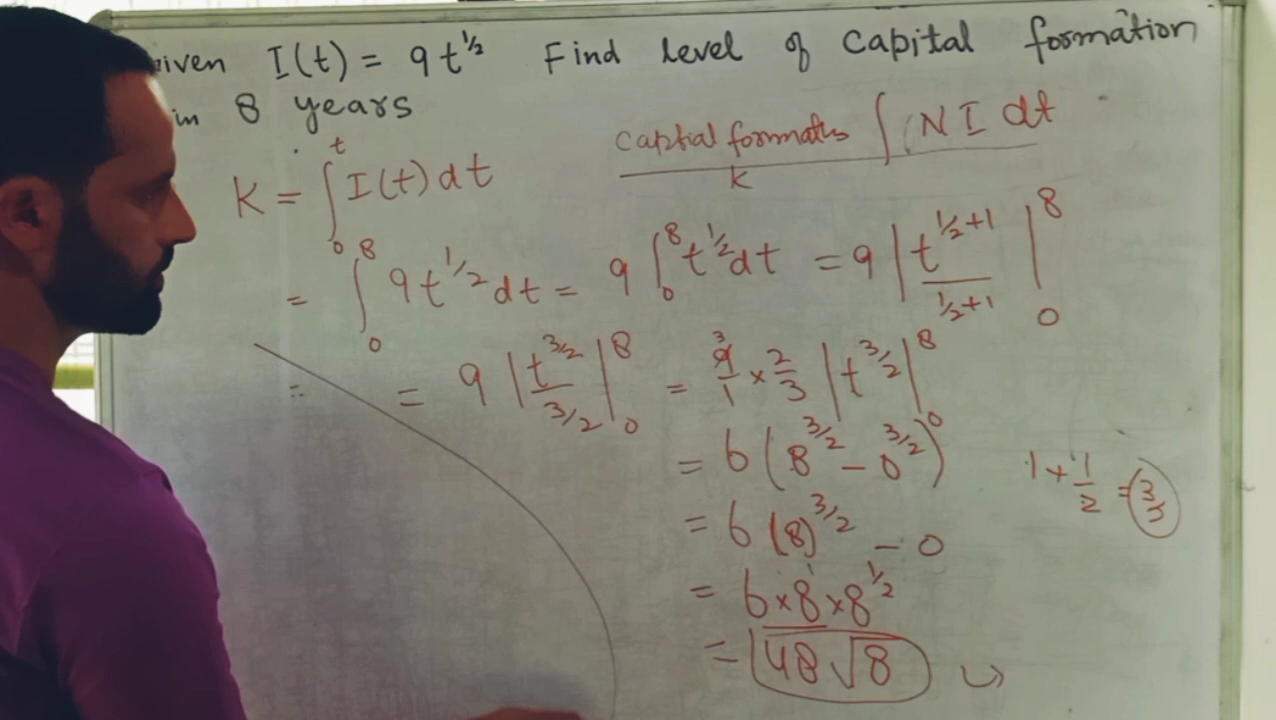 iven I(t) = 9t^½ Find level of capital formation
in 8 years
capital formation ∫ N I dt
K
K = ∫₀ᵗ I(t) dt
= ∫₀⁸ 9t^1/2 dt = 9 ∫₀⁸ t^½ dt = 9 | t^½+1 / ½+1 |₀⁸
= = 9 | t^3/2 / 3/2 |₀⁸ = 9/1 × 2/3 | t^3/2 |₀⁸
3
= 6 (8^3/2 − 0^3/2)
1 + 1/2 =
= 6 (8)^3/2 − 0
= 6×8×8^½
= 48√8